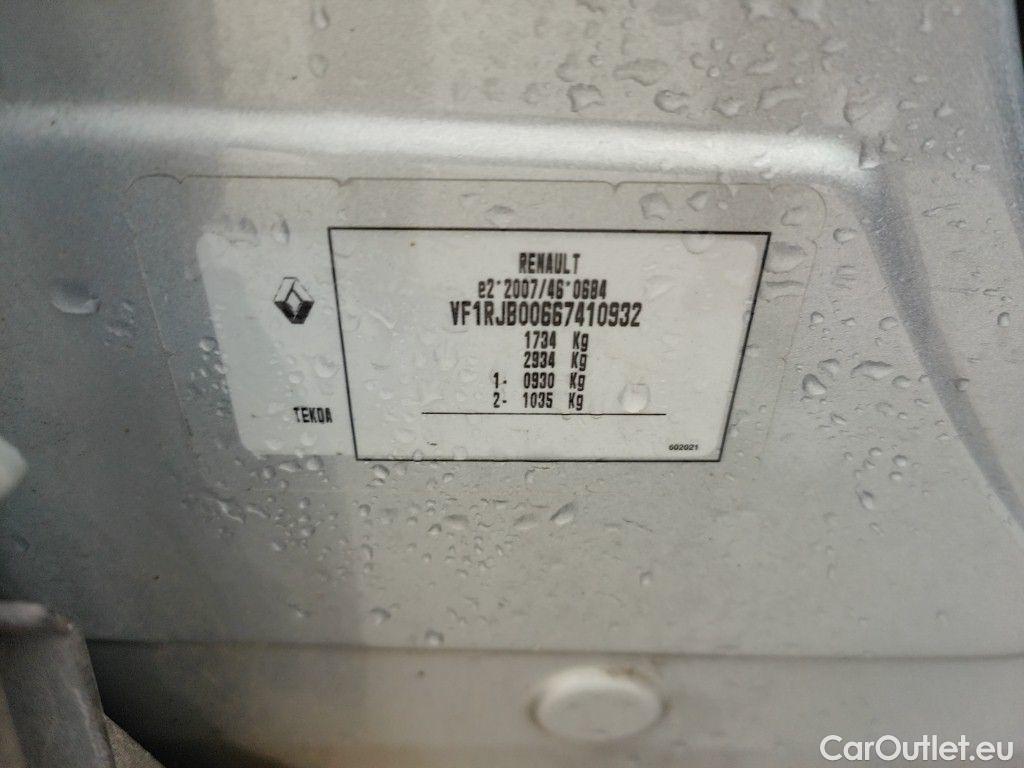 RENAULT
e2*2007/46*0684
VF1RJB00667410932
1734 Kg
2934 Kg
1- 0930 Kg
2- 1035 Kg
TEKQA
602021
CarOutlet.eu